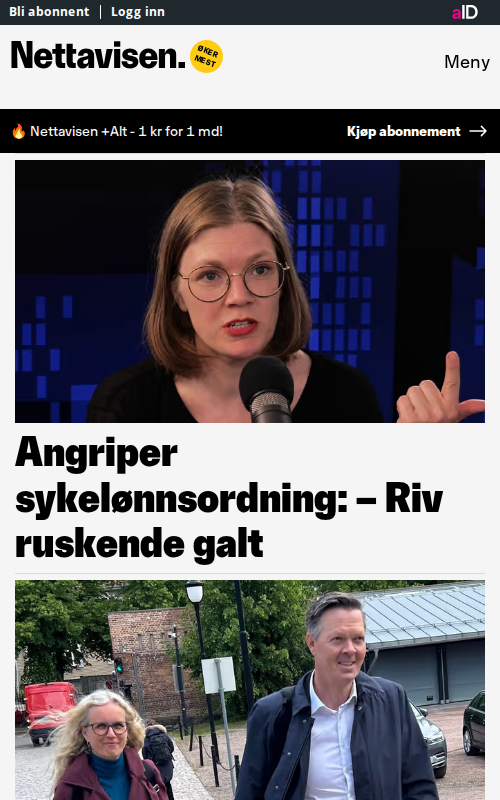 Bli abonnent | Logg inn
aID
Nettavisen.
ØKER
MEST
Meny
🔥 Nettavisen +Alt - 1 kr for 1 md!
Kjøp abonnement →
Angriper
sykelønnsordning: – Riv
ruskende galt